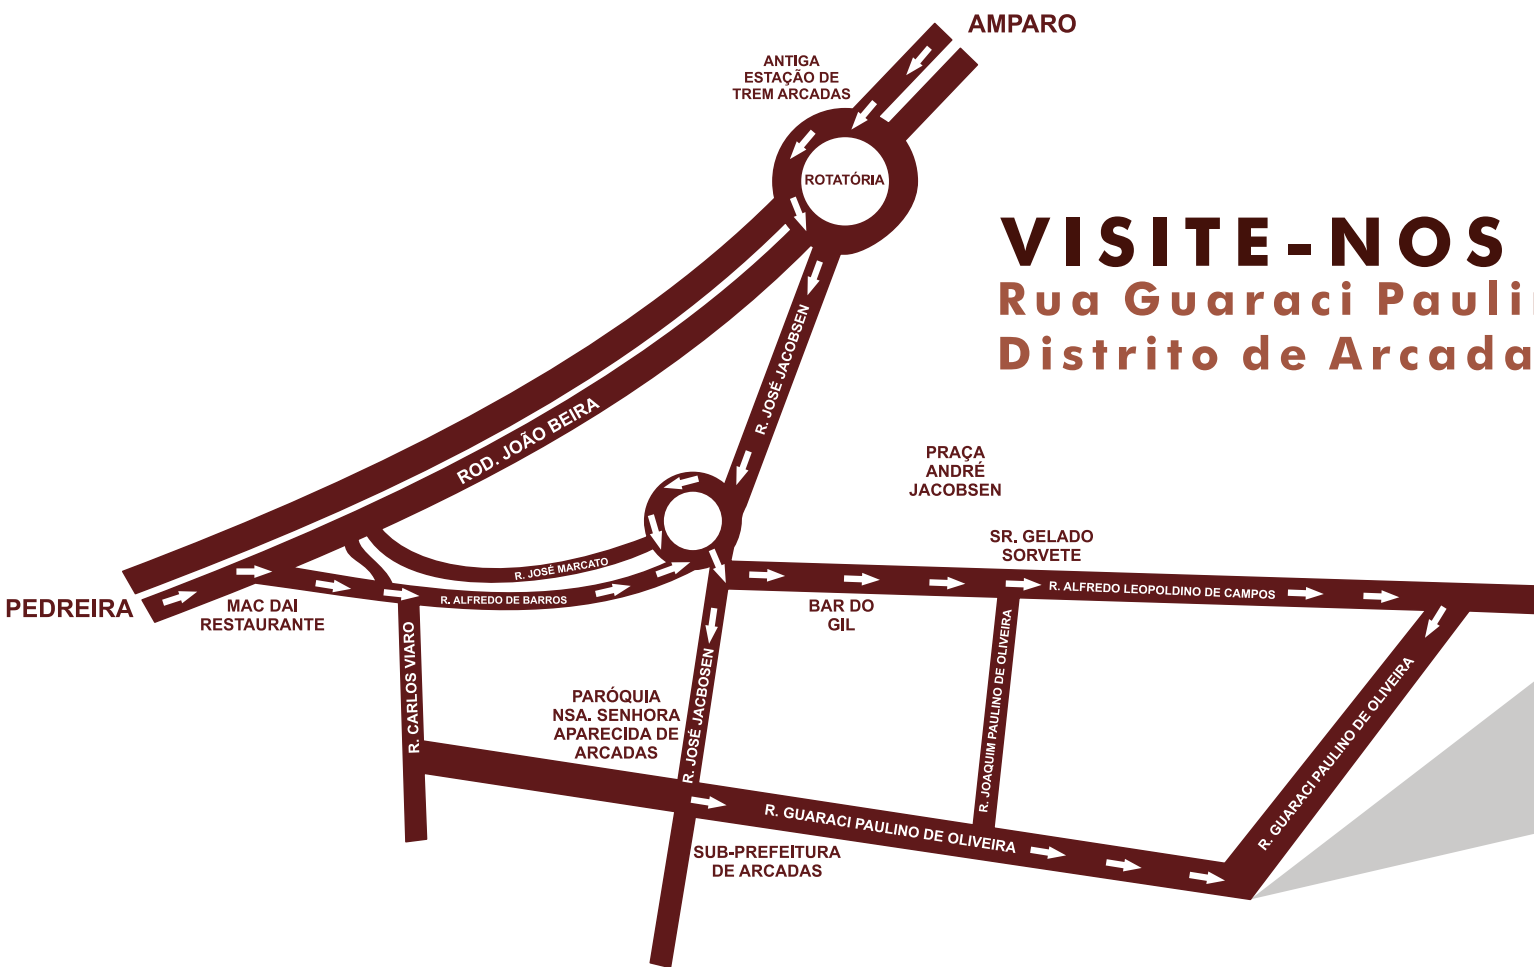 AMPARO
ANTIGA
ESTAÇÃO DE
TREM ARCADAS
ROTATÓRIA
VISITE-NOS
Rua Guaraci
Distrito de
R. JOSÉ JACOBSEN
ROD. JOÃO BEIRA
PRAÇA
ANDRÉ
JACOBSEN
SR. GELADO
SORVETE
R. JOSÉ MARCATO
R. ALFREDO DE BARROS
R. ALFREDO LEOPOLDINO DE CAMPOS
PEDREIRA
MAC DAI
RESTAURANTE
BAR DO
GIL
R. CARLOS VIARO
PARÓQUIA
NSA. SENHORA
APARECIDA DE
ARCADAS
R. JOSÉ JACBOSEN
R. JOAQUIM PAULINO DE OLIVEIRA
R. GUARACI PAULINO DE OLIVEIRA
R. GUARACI PAULINO DE OLIVEIRA
SUB-PREFEITURA
DE ARCADAS